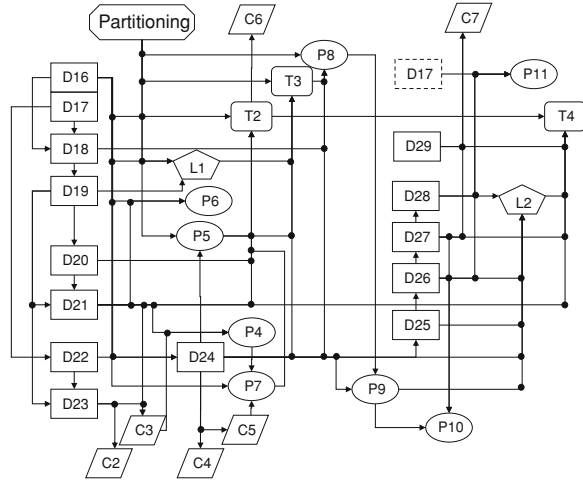 Partitioning
C6
C7
P8
D16
D17
P11
T3
D17
T2
T4
D18
D29
L1
D19
D28
L2
P6
P5
D27
D20
D26
D21
D25
P4
D22
D24
P7
P9
D23
C3
C5
P10
C2
C4